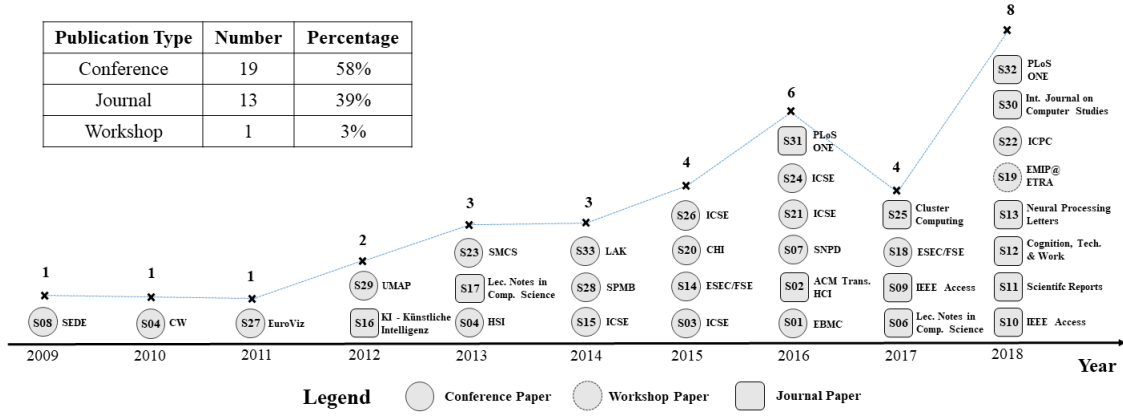 Publication Type Number Percentage
Conference 19 58%
Journal 13 39%
Workshop 1 3%
1
S08 SEDE
1
S04 CW
1
S27 EuroViz
2
S29 UMAP
S16 KI - Künstliche
Intelligenz
3
S23 SMCS
S17 Lec. Notes in
Comp. Science
S04 HSI
3
S33 LAK
S28 SPMB
S15 ICSE
4
S26 ICSE
S20 CHI
S14 ESEC/FSE
S03 ICSE
6
S31 PLoS
ONE
S24 ICSE
S21 ICSE
S07 SNPD
S02 ACM Trans.
HCI
S01 EBMC
4
S25 Cluster
Computing
S18 ESEC/FSE
S09 IEEE Access
S06 Lec. Notes in
Comp. Science
8
S32 PLoS
ONE
S30 Int. Journal on
Computer Studies
S22 ICPC
S19 EMIP@
ETRA
S13 Neural Processing
Letters
S12 Cognition, Tech.
& Work
S11 Scientifc Reports
S10 IEEE Access
2009 2010 2011 2012 2013 2014 2015 2016 2017 2018
Year
Legend Conference Paper Workshop Paper Journal Paper